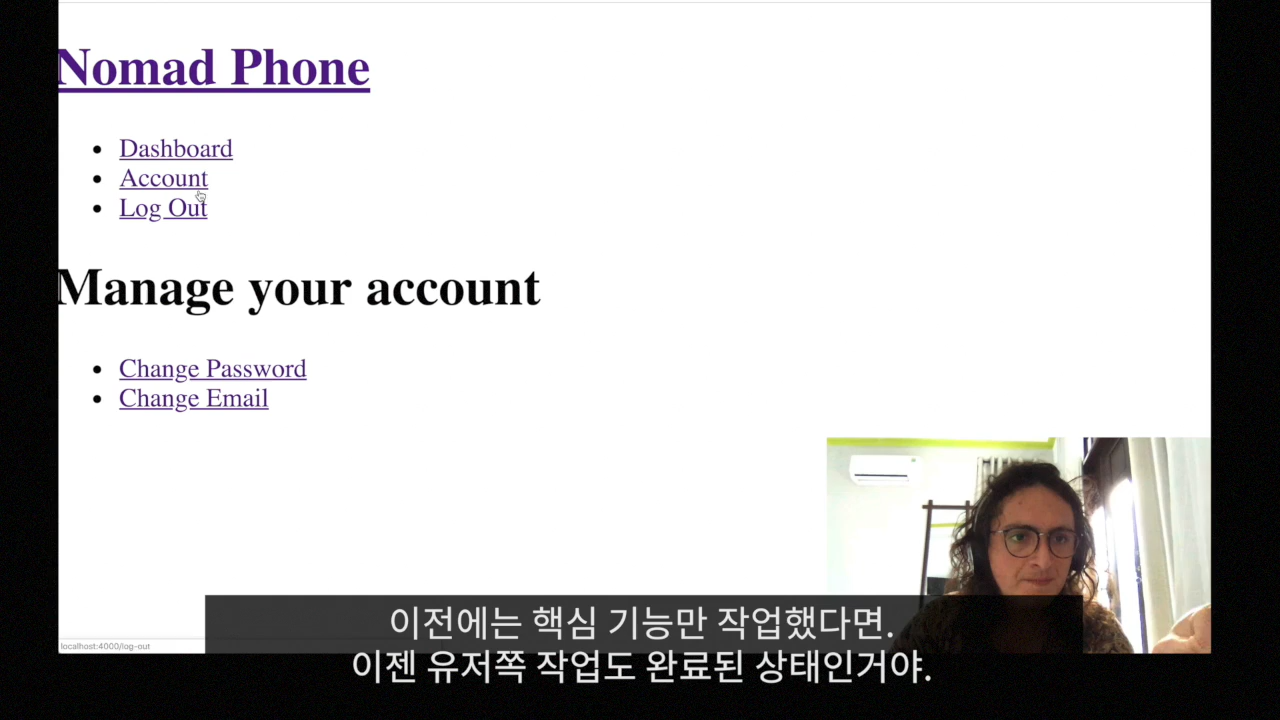 Nomad Phone
Dashboard
Account
Log Out
Manage your account
Change Password
Change Email
이전에는 핵심 기능만 작업했다면.
이젠 유저쪽 작업도 완료된 상태인거야.
localhost:4000/log-out